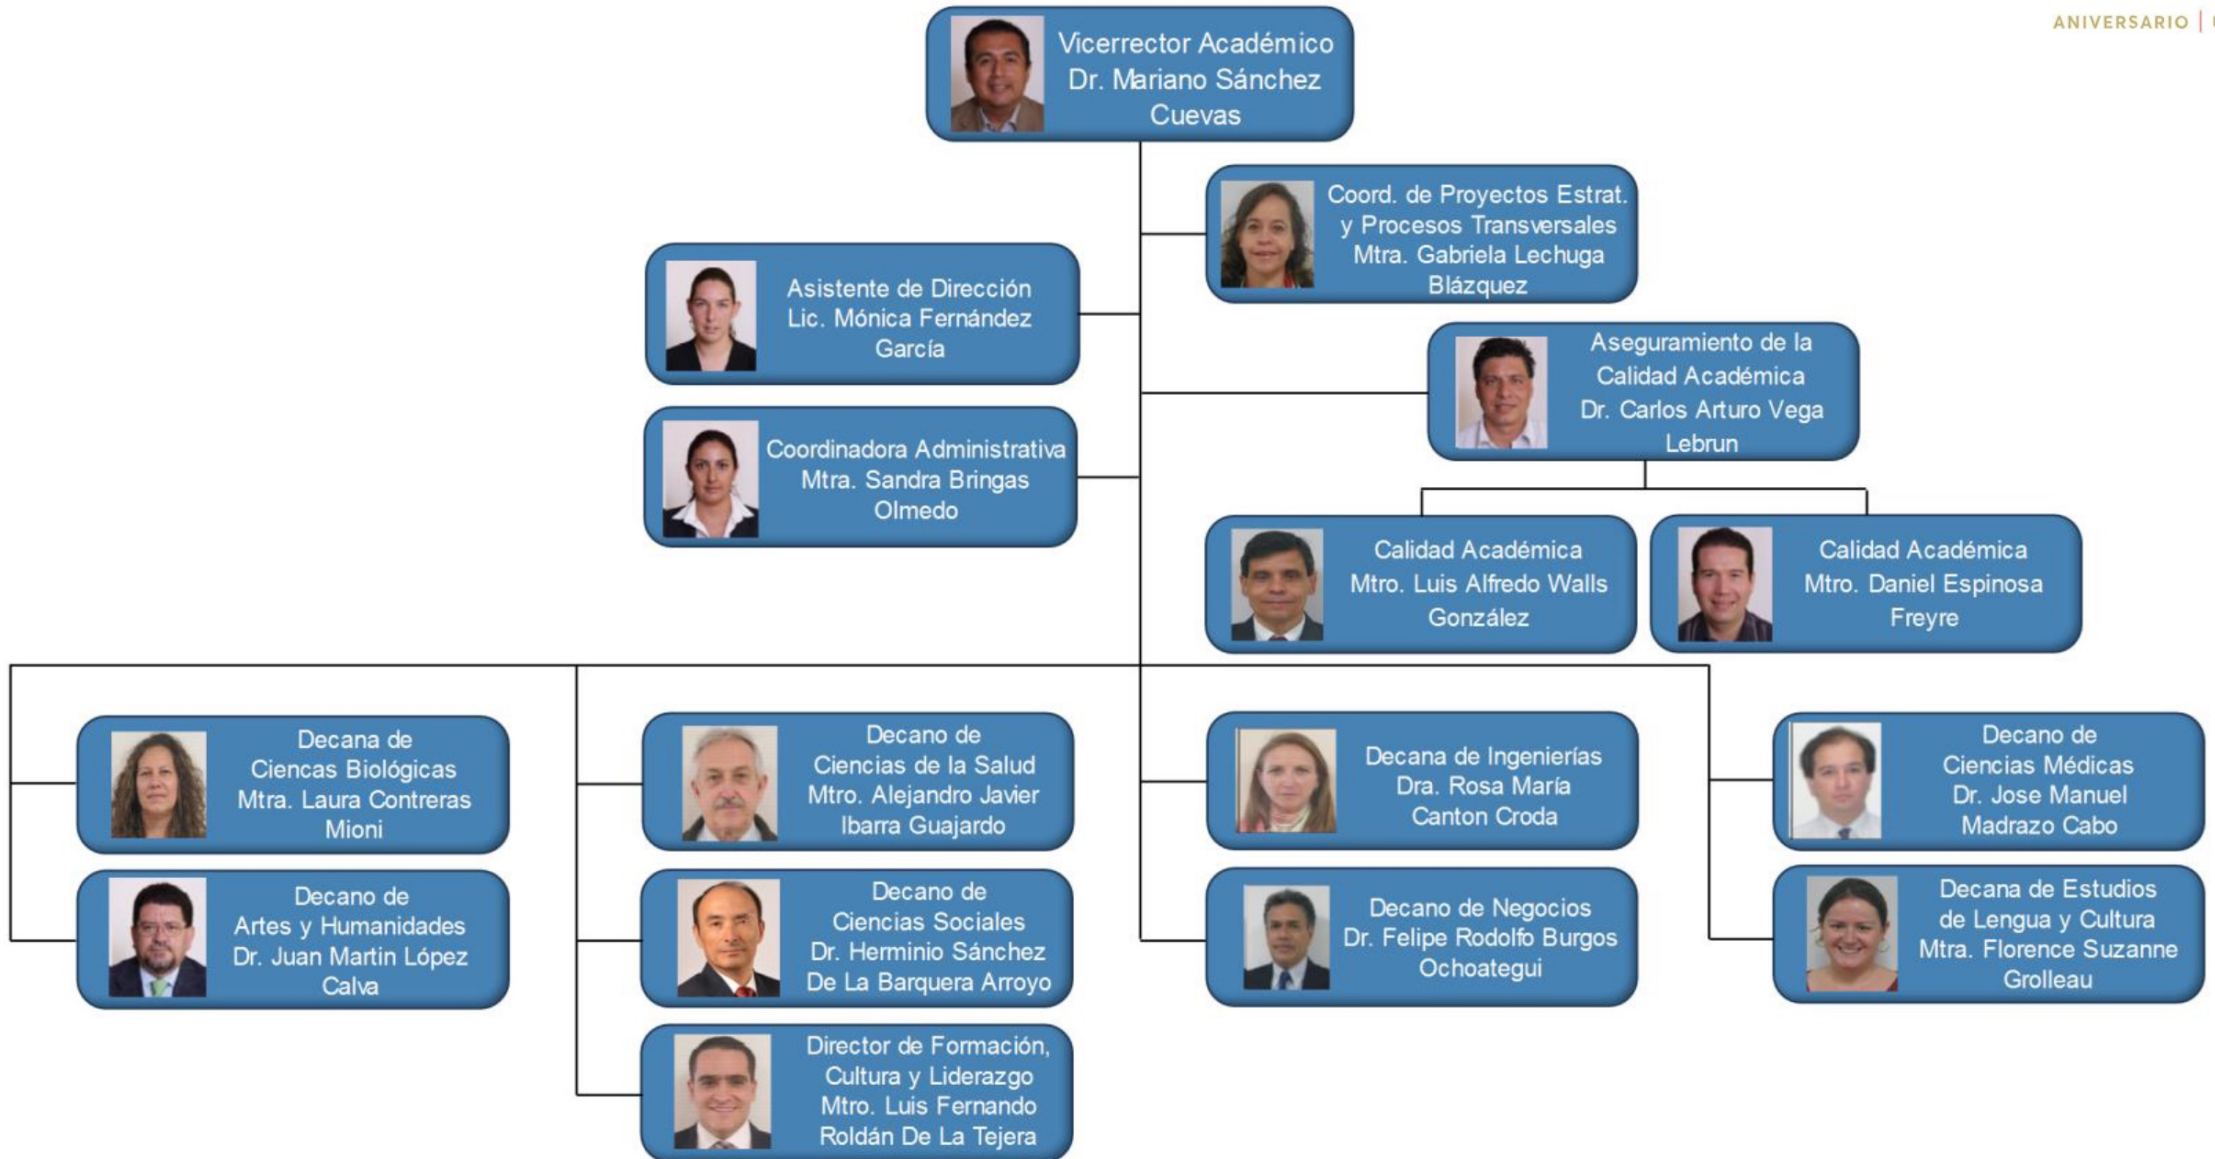 ANIVERSARIO |
Vicerrector Académico
Dr. Mariano Sánchez
Cuevas
Coord. de Proyectos Estrat.
y Procesos Transversales
Mtra. Gabriela Lechuga
Blázquez
Asistente de Dirección
Lic. Mónica Fernández
García
Aseguramiento de la
Calidad Académica
Dr. Carlos Arturo Vega
Lebrun
Coordinadora Administrativa
Mtra. Sandra Bringas
Olmedo
Calidad Académica
Mtro. Luis Alfredo Walls
González
Calidad Académica
Mtro. Daniel Espinosa
Freyre
Decana de
Ciencas Biológicas
Mtra. Laura Contreras
Mioni
Decano de
Ciencias de la Salud
Mtro. Alejandro Javier
Ibarra Guajardo
Decana de Ingenierías
Dra. Rosa María
Canton Croda
Decano de
Ciencias Médicas
Dr. Jose Manuel
Madrazo Cabo
Decano de
Artes y Humanidades
Dr. Juan Martin López
Calva
Decano de
Ciencias Sociales
Dr. Herminio Sánchez
De La Barquera Arroyo
Decano de Negocios
Dr. Felipe Rodolfo Burgos
Ochoategui
Decana de Estudios
de Lengua y Cultura
Mtra. Florence Suzanne
Grolleau
Director de Formación,
Cultura y Liderazgo
Mtro. Luis Fernando
Roldán De La Tejera